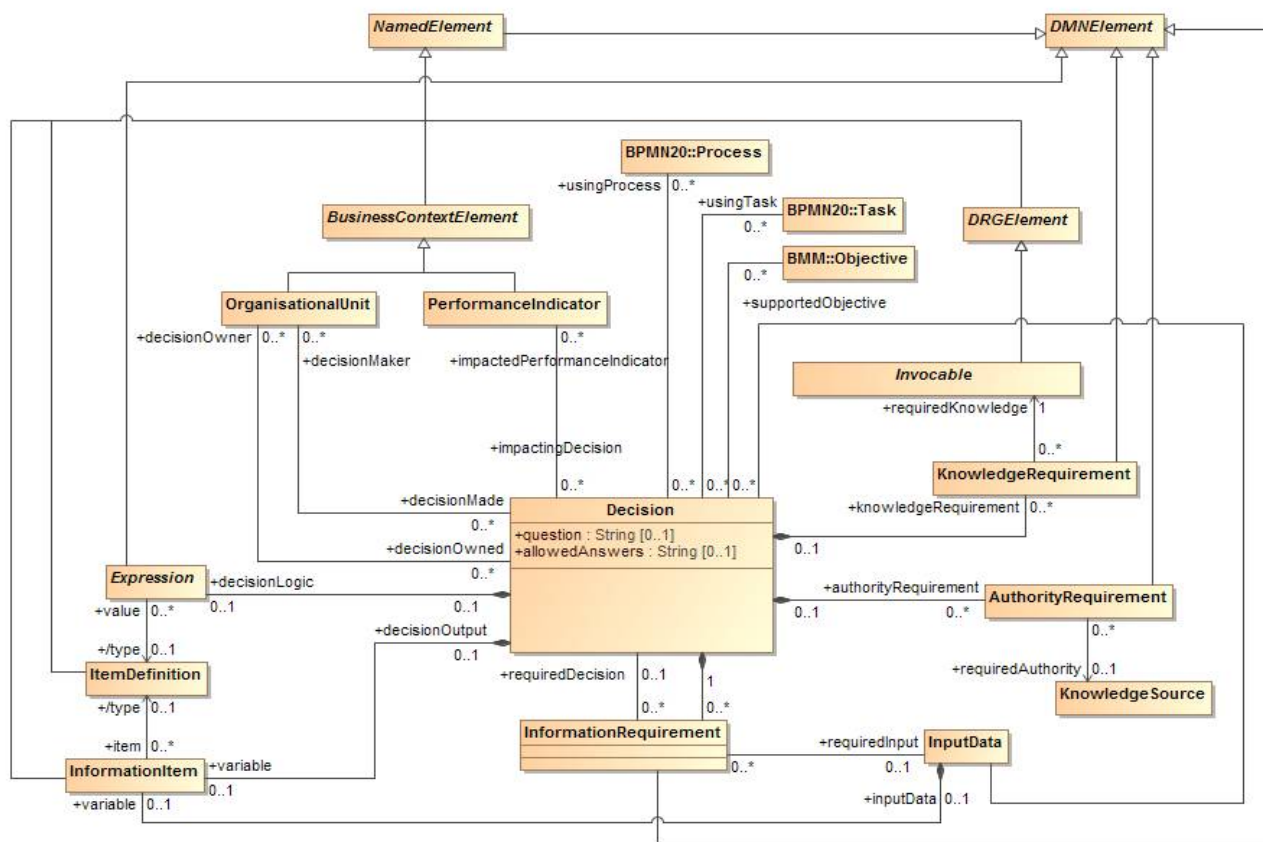 NamedElement
DMNElement
BPMN20::Process
+usingProcess 0..*
+usingTask
BPMN20::Task
0..*
BusinessContextElement
DRGElement
BMM::Objective
0..*
+supportedObjective
OrganisationalUnit
PerformanceIndicator
+decisionOwner 0..* 0..*
+decisionMaker
0..*
+impactedPerformanceIndicator
Invocable
+requiredKnowledge 1
+impactingDecision
0..*
0..*
KnowledgeRequirement
0..* 0..* 0..*
+decisionMade
0..*
Decision
+knowledgeRequirement 0..*
+question : String [0..1]
+allowedAnswers : String [0..1]
0..1
+decisionOwned
0..*
Expression
+decisionLogic
0..1
0..1
+authorityRequirement
0..1
0..*
AuthorityRequirement
+value 0..*
+decisionOutput
0..1
0..*
+/type 0..1
ItemDefinition
+requiredDecision 0..1
1
+requiredAuthority 0..1
KnowledgeSource
+/type 0..1
0..* 0..*
InformationRequirement
+item 0..*
+requiredInput
InputData
InformationItem
+variable
0..1
0..*
0..1
+variable 0..1
+inputData 0..1